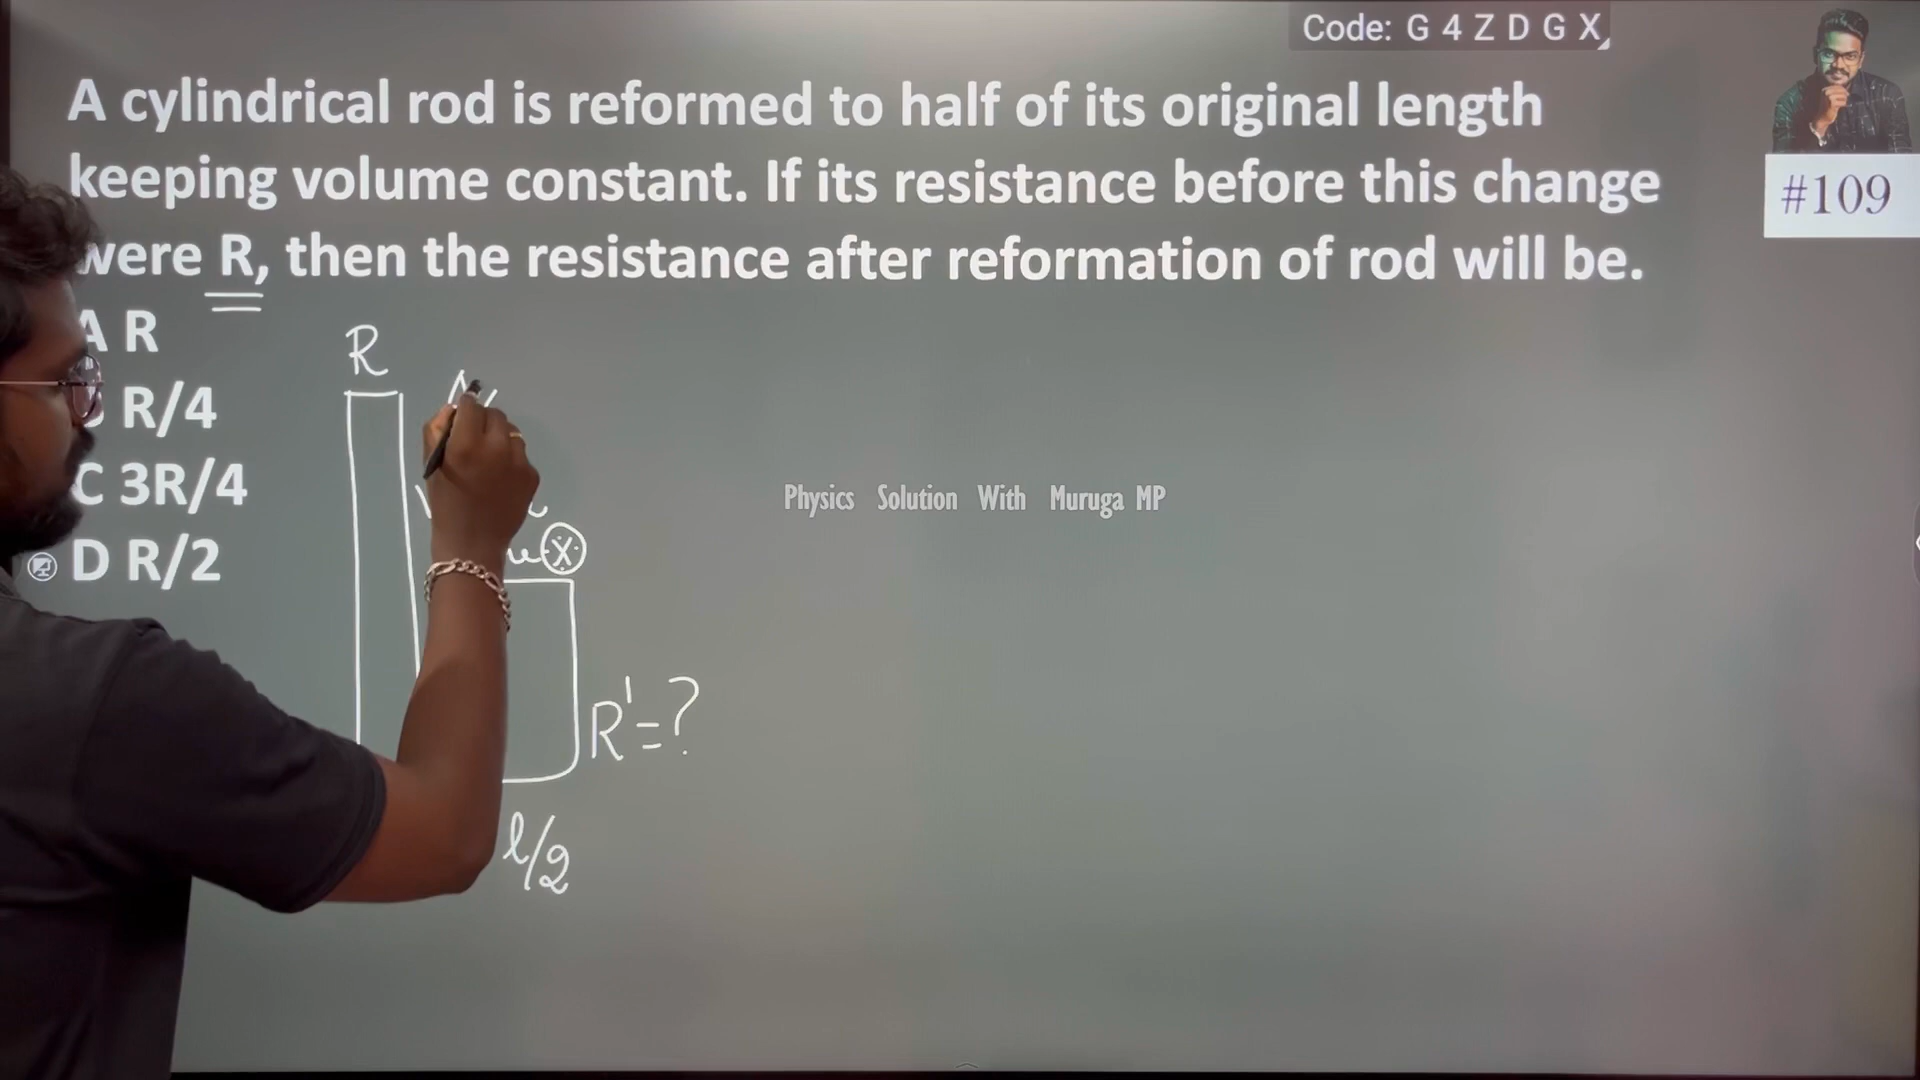 Code: G 4 Z D G X
A cylindrical rod is reformed to half of its original length
keeping volume constant. If its resistance before this change
were R, then the resistance after reformation of rod will be.
#109
A R
R/4
C 3R/4
D R/2
R
Physics Solution With Muruga MP
X
R'=?
l/2